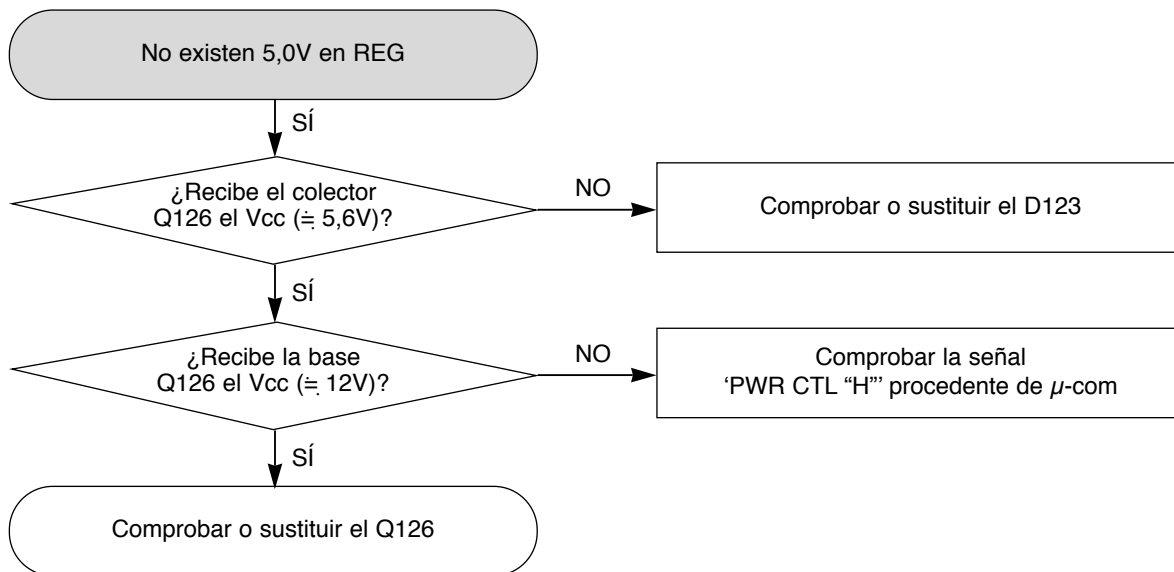 No existen 5,0V en REG
SÍ
¿Recibe el colector
Q126 el Vcc (≒ 5,6V)?
NO
Comprobar o sustituir el D123
SÍ
¿Recibe la base
Q126 el Vcc (≒ 12V)?
NO
Comprobar la señal
‘PWR CTL “H”’ procedente de µ-com
SÍ
Comprobar o sustituir el Q126